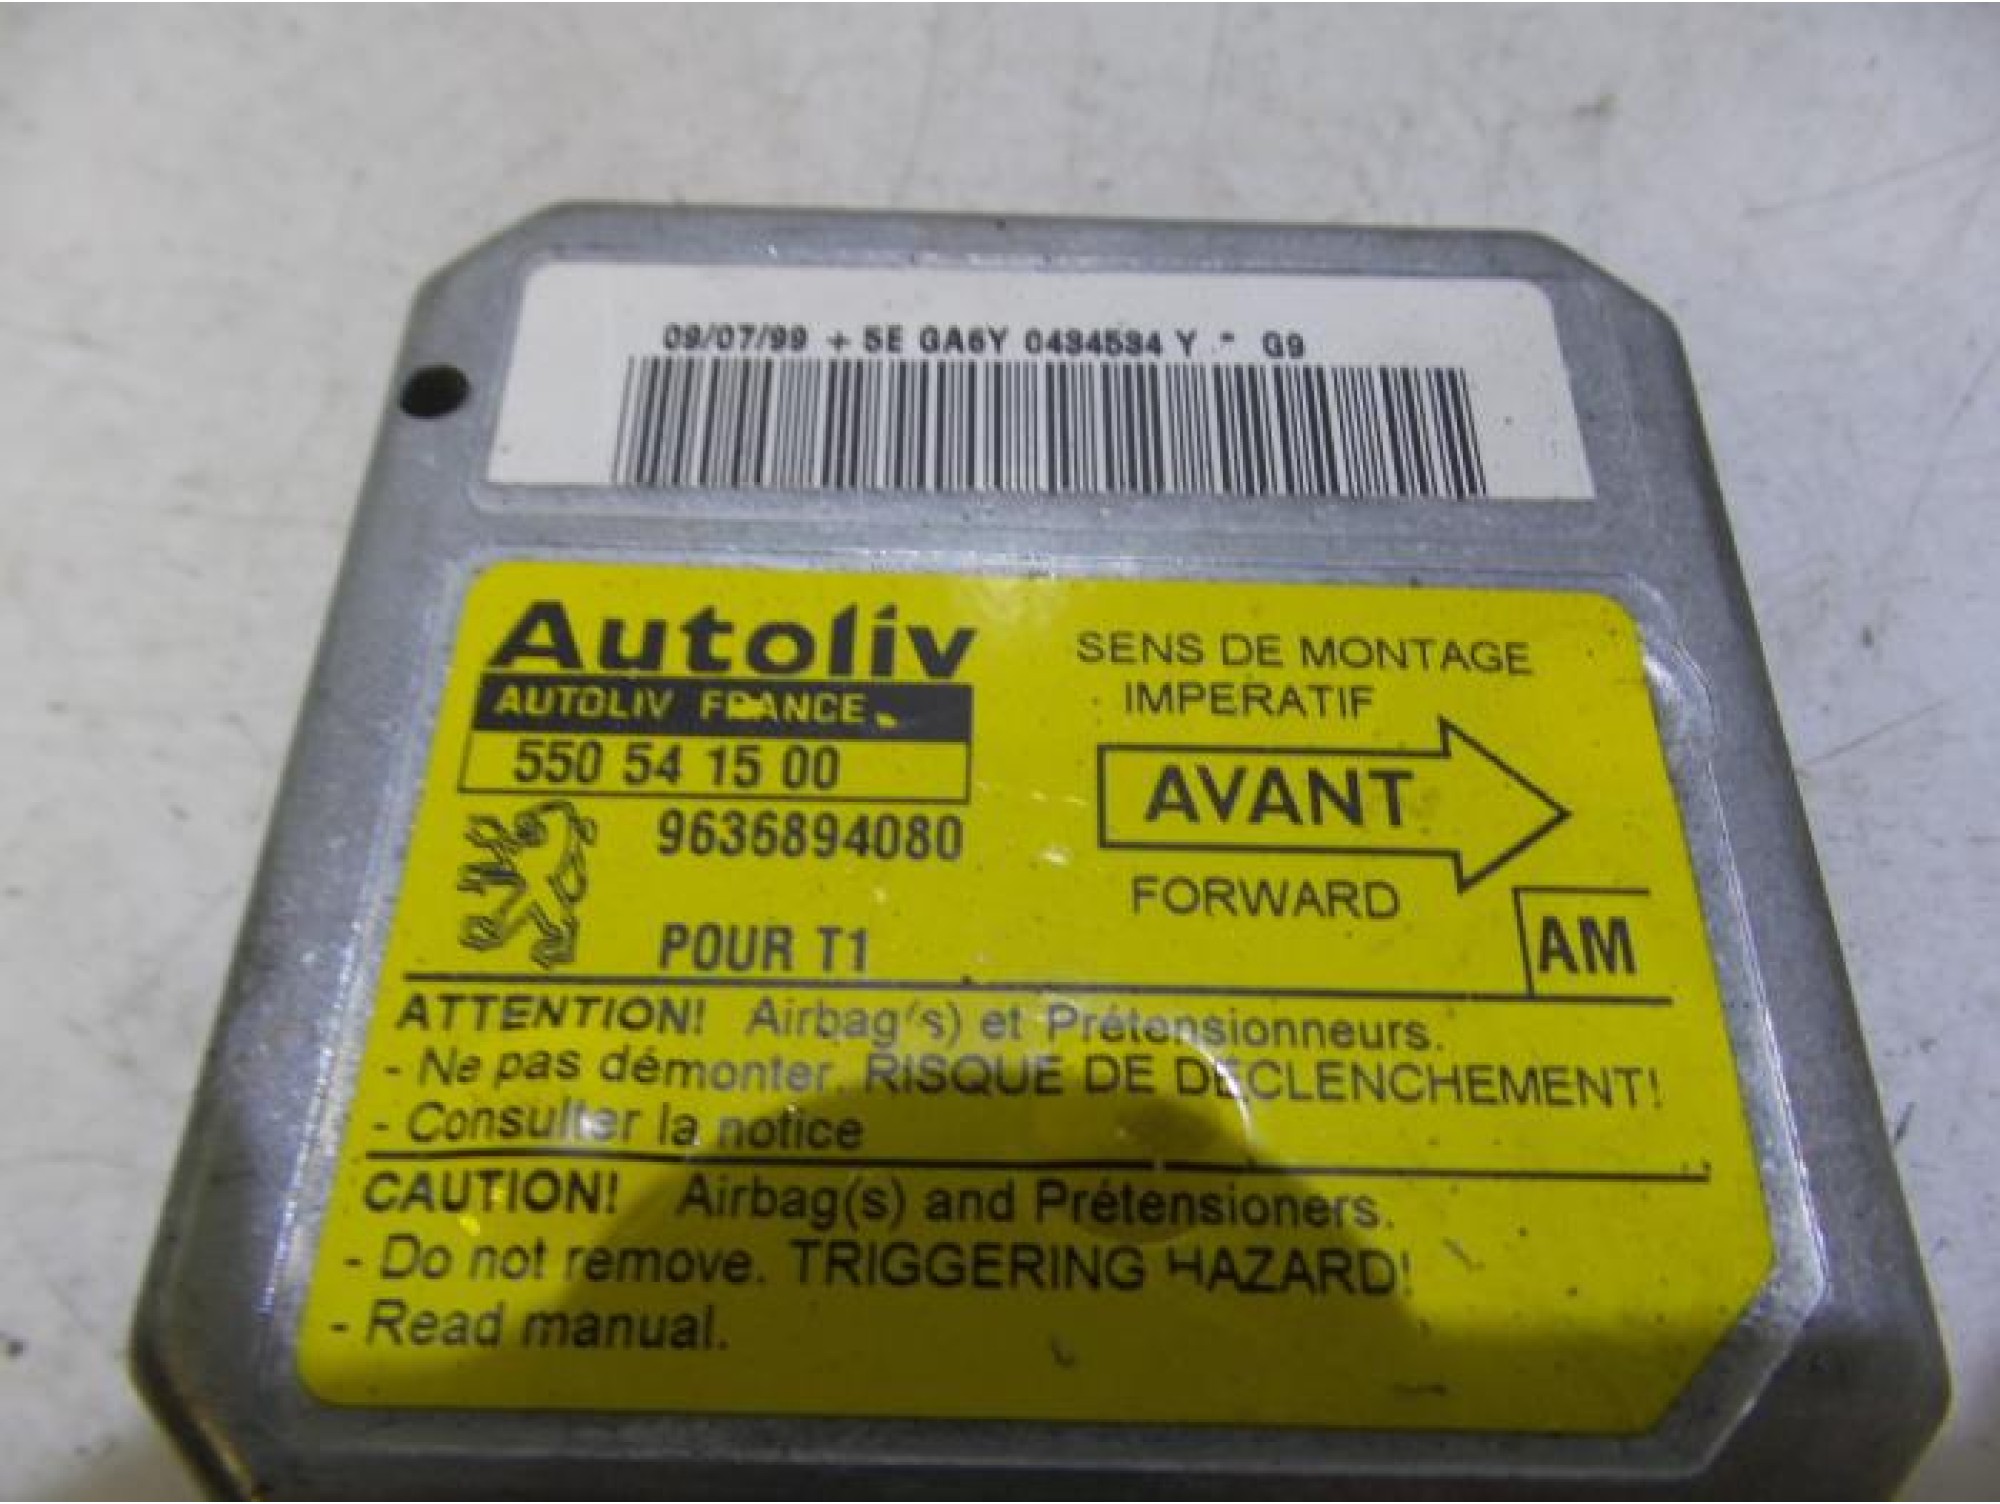 09/07/99 + 5E GA6Y 0434534 Y - G9
Autoliv
AUTOLIV FRANCE
550 54 15 00
9636894080
POUR T1
SENS DE MONTAGE
IMPERATIF
AVANT
FORWARD
AM
ATTENTION! Airbag(s) et Prétensionneurs.
- Ne pas démonter. RISQUE DE DECLENCHEMENT!
- Consulter la notice
CAUTION! Airbag(s) and Prétensioners.
- Do not remove. TRIGGERING HAZARD!
- Read manual.